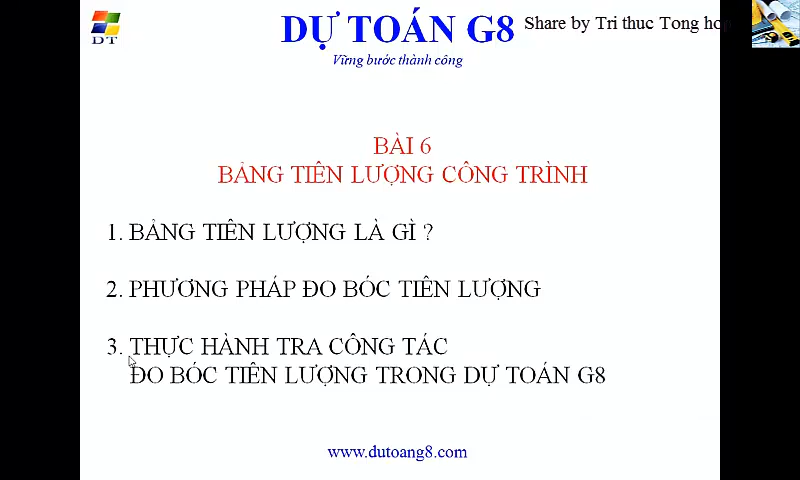 DỰ TOÁN G8
Share by Tri thuc Tong hop
DT
Vững bước thành công
BÀI 6
BẢNG TIÊN LƯỢNG CÔNG TRÌNH
1. BẢNG TIÊN LƯỢNG LÀ GÌ ?
2. PHƯƠNG PHÁP ĐO BÓC TIÊN LƯỢNG
3. THỰC HÀNH TRA CÔNG TÁC
ĐO BÓC TIÊN LƯỢNG TRONG DỰ TOÁN G8
www.dutoang8.com